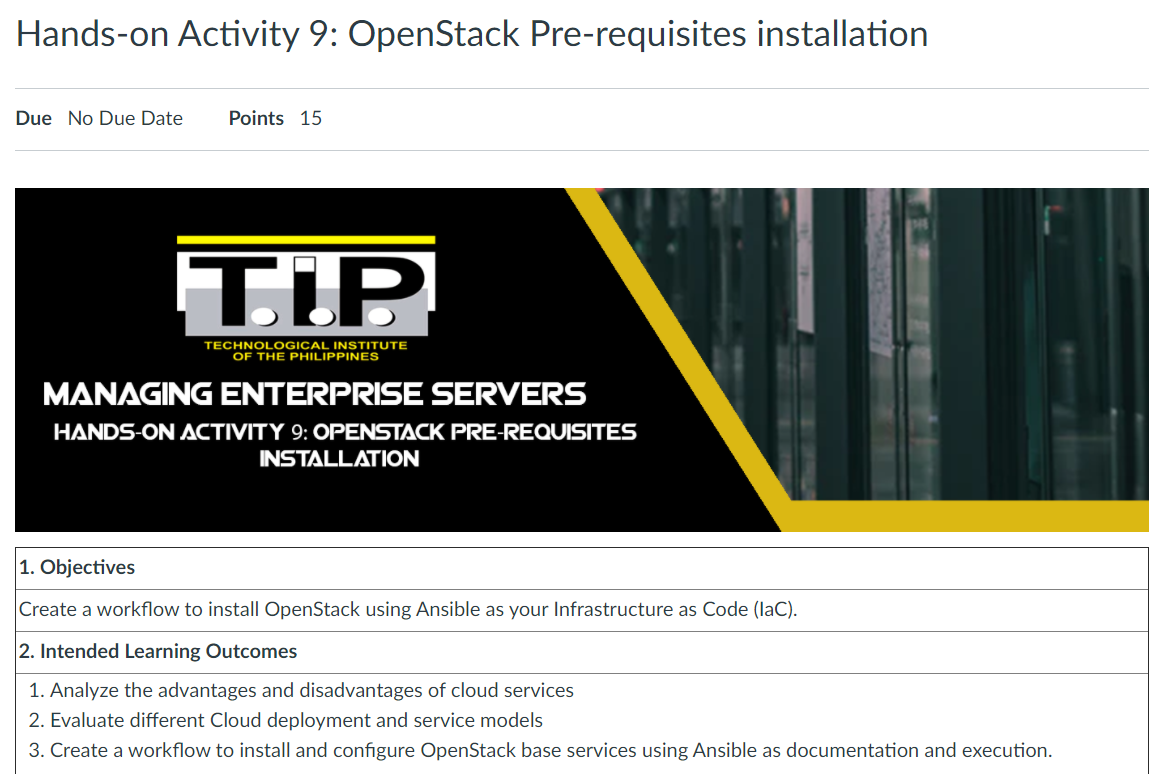 Hands-on Activity 9: OpenStack Pre-requisites installation
Due No Due Date Points 15
T.I.P.
TECHNOLOGICAL INSTITUTE
OF THE PHILIPPINES
MANAGING ENTERPRISE SERVERS
HANDS-ON ACTIVITY 9: OPENSTACK PRE-REQUISITES
INSTALLATION
1. Objectives
Create a workflow to install OpenStack using Ansible as your Infrastructure as Code (IaC).
2. Intended Learning Outcomes
1. Analyze the advantages and disadvantages of cloud services
2. Evaluate different Cloud deployment and service models
3. Create a workflow to install and configure OpenStack base services using Ansible as documentation and execution.